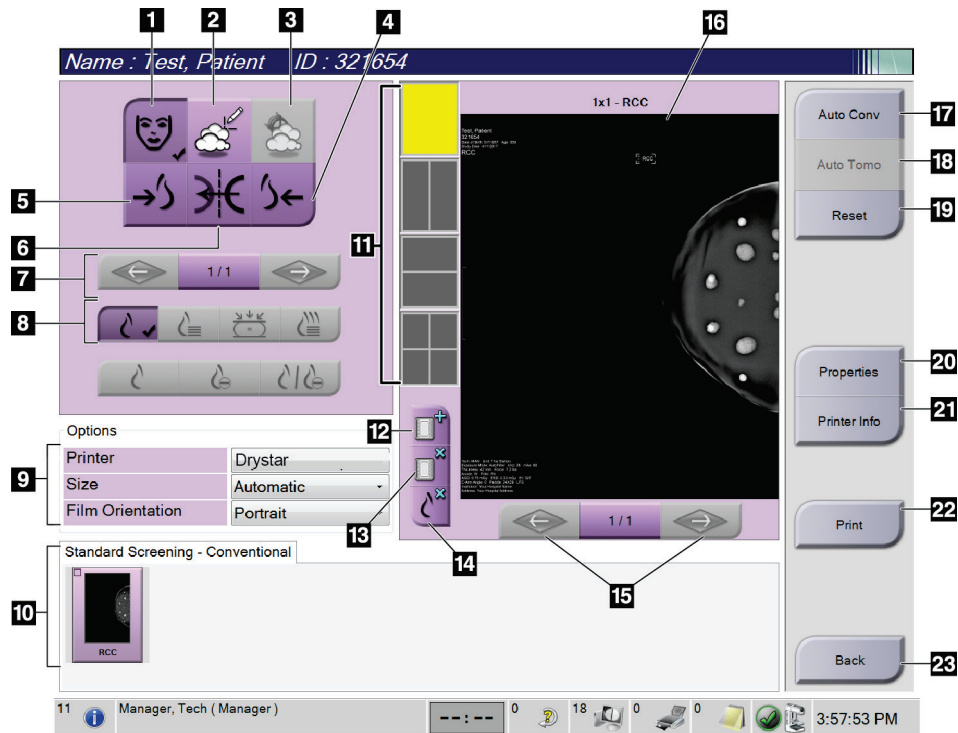 1
2
3
4
16
Name : Test, Patient ID : 321654
1x1 - RCC
Test, Patient
321654
RCC
RCC
Auto Conv
17
Auto Tomo
18
Reset
19
5
6
11
7
1/1
8
Properties
20
Printer Info
21
12
Options
9
Printer
Drystar
Size
Automatic
Film Orientation
Portrait
13
14
1/1
15
Print
22
Standard Screening - Conventional
10
RCC
Back
23
11
Manager, Tech ( Manager )
--:--
0
18
0
0
3:57:53 PM